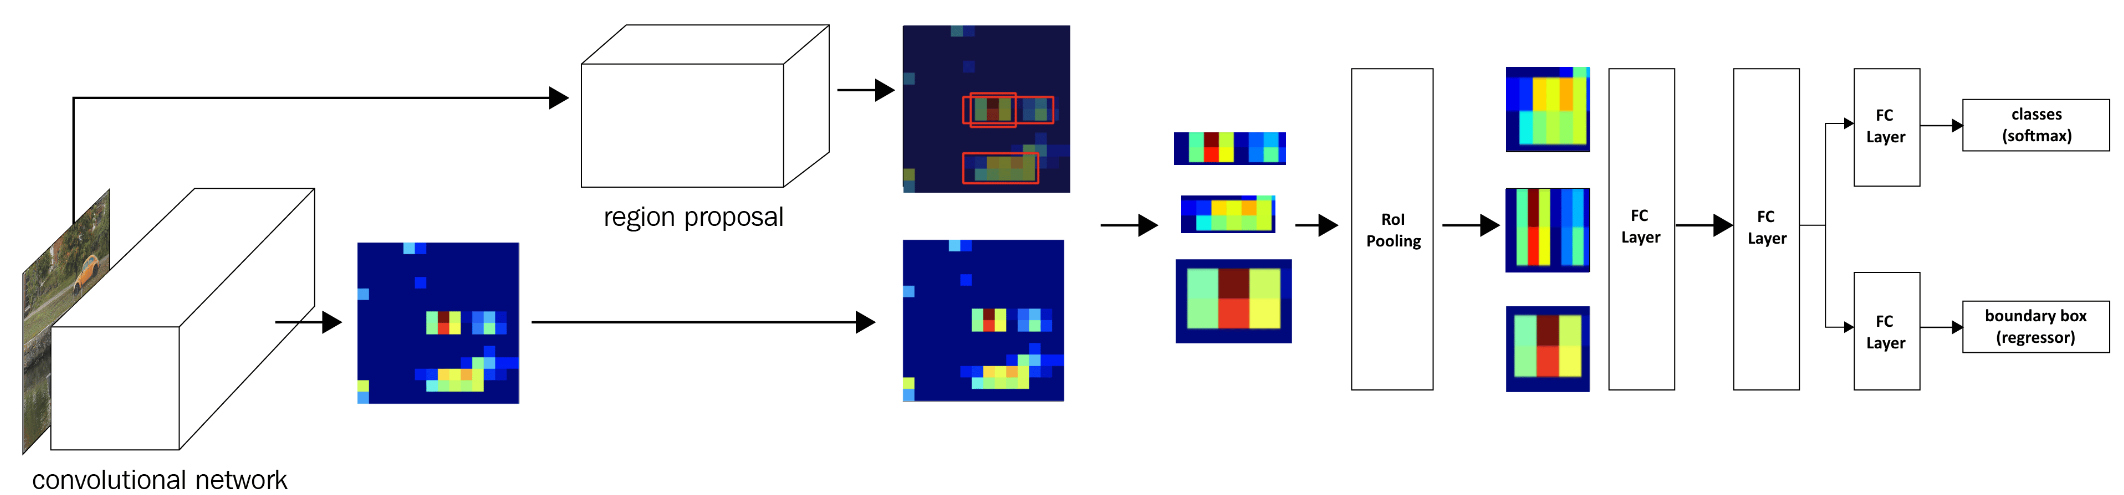 region proposal
convolutional network
RoI
Pooling
FC
Layer
FC
Layer
FC
Layer
classes
(softmax)
FC
Layer
boundary box
(regressor)